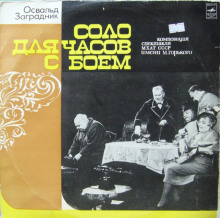 Освальд
Заградник
СОЛО
ДЛЯ ЧАСОВ
С БОЕМ
КОМПОЗИЦИЯ
СПЕКТАКЛЯ
МХАТ СССР
ИМЕНИ М.ГОРЬКОГО